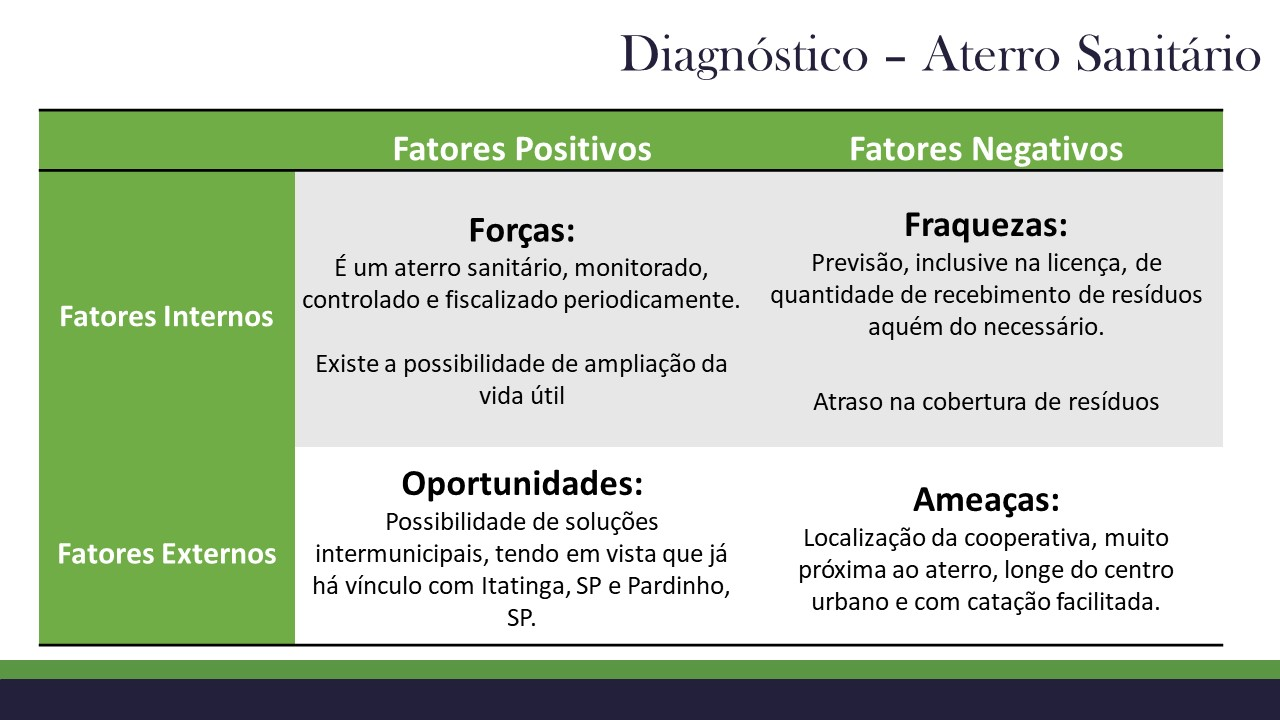 Diagnóstico – Aterro Sanitário
Fatores Positivos
Fatores Negativos
Fatores Internos
Forças:
É um aterro sanitário, monitorado,
controlado e fiscalizado periodicamente.
Existe a possibilidade de ampliação da
vida útil
Fraquezas:
Previsão, inclusive na licença, de
quantidade de recebimento de resíduos
aquém do necessário.
Atraso na cobertura de resíduos
Fatores Externos
Oportunidades:
Possibilidade de soluções
intermunicipais, tendo em vista que já
há vínculo com Itatinga, SP e Pardinho,
SP.
Ameaças:
Localização da cooperativa, muito
próxima ao aterro, longe do centro
urbano e com catação facilitada.